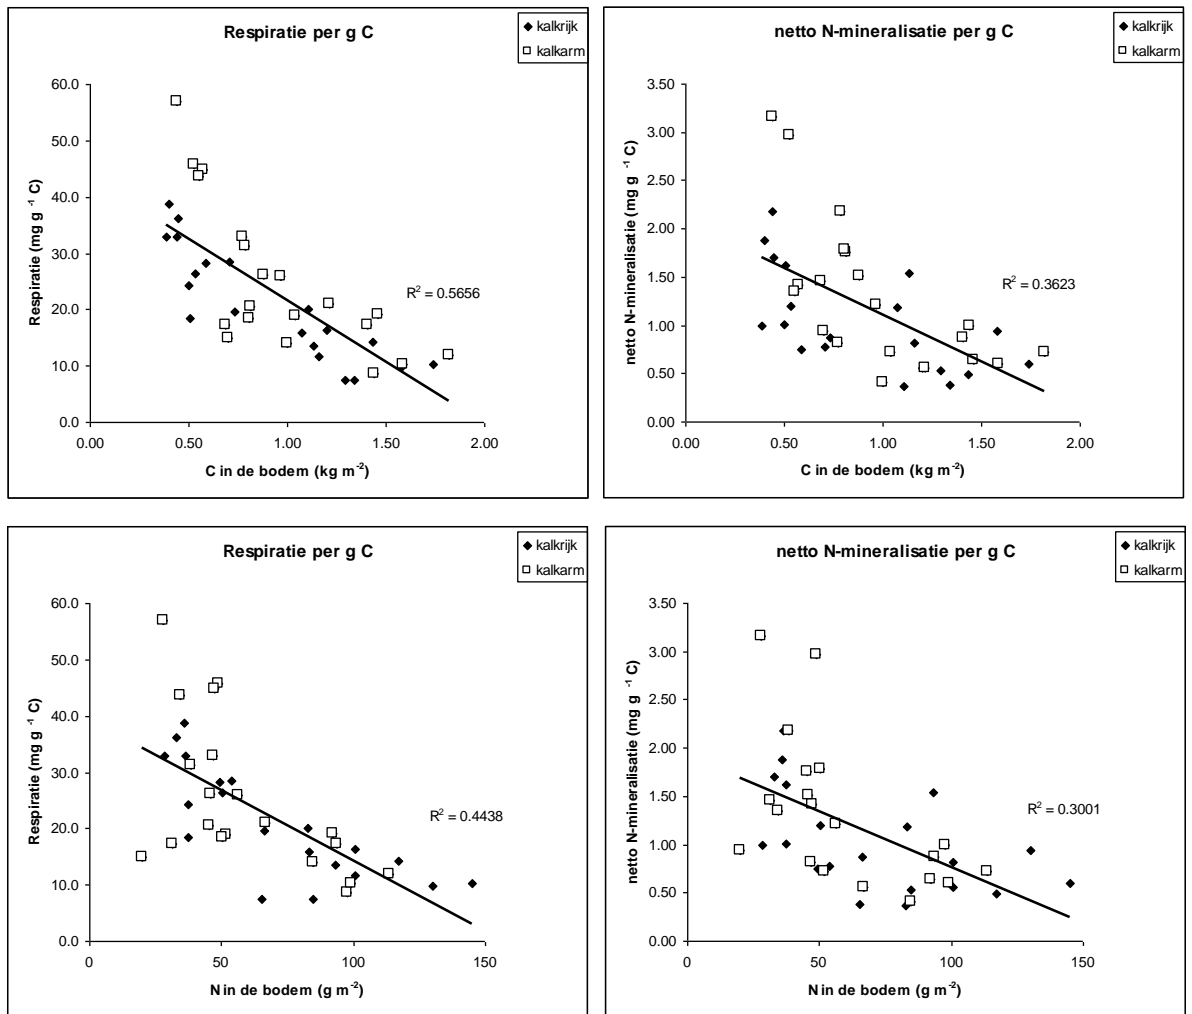 Respiratie per g C
kalkrijk
kalkarm
60.0
50.0
40.0
30.0
20.0
10.0
0.0
Respiratie (mg g -1 C)
R2 = 0.5656
0.00 0.50 1.00 1.50 2.00
C in de bodem (kg m-2)
netto N-mineralisatie per g C
kalkrijk
kalkarm
3.50
3.00
2.50
2.00
1.50
1.00
0.50
0.00
netto N-mineralisatie (mg g -1 C)
R2 = 0.3623
0.00 0.50 1.00 1.50 2.00
C in de bodem (kg m-2)
Respiratie per g C
kalkrijk
kalkarm
60.0
50.0
40.0
30.0
20.0
10.0
0.0
Respiratie (mg g -1 C)
R2 = 0.4438
0 50 100 150
N in de bodem (g m-2)
netto N-mineralisatie per g C
kalkrijk
kalkarm
3.50
3.00
2.50
2.00
1.50
1.00
0.50
0.00
netto N-mineralisatie (mg g -1 C)
R2 = 0.3001
0 50 100 150
N in de bodem (g m-2)